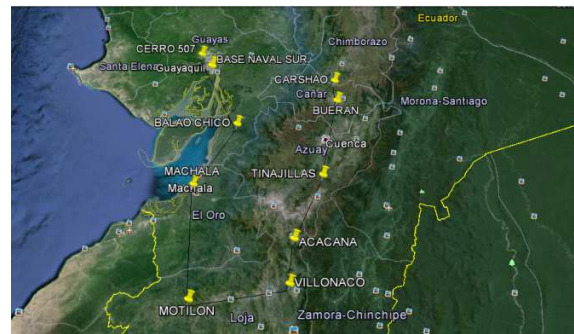 Ecuador
Guayas
Chimborazo
CERRO 507
BASE NAVAL SUR
Santa Elena
Guayaquil
CARSHAO
Cañar
BUERAN
Morona-Santiago
BALAO CHICO
Azuay
Cuenca
MACHALA
TINAJILLAS
Machala
El Oro
ACACANA
VILLONACO
MOTILON
Loja
Zamora-Chinchipe